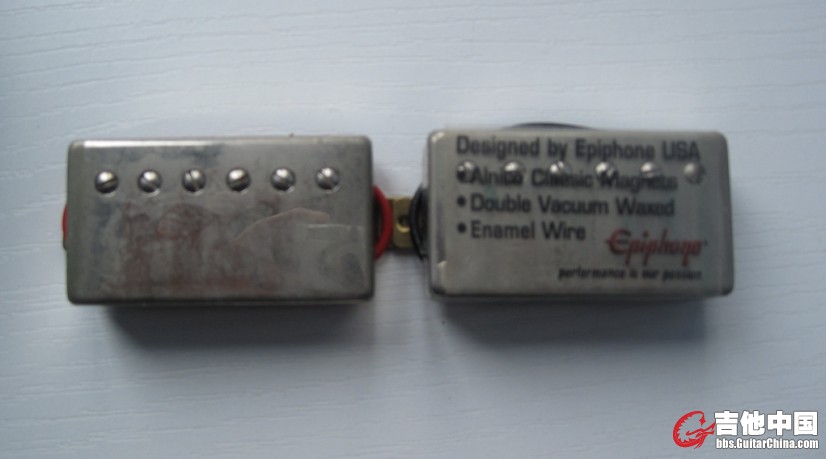 Designed by Epiphone USA
• Alnico Classic Magnets
• Double Vacuum Waxed
• Enamel Wire
Epiphone®
performance is our passion
吉他中国
bbs.GuitarChina.com